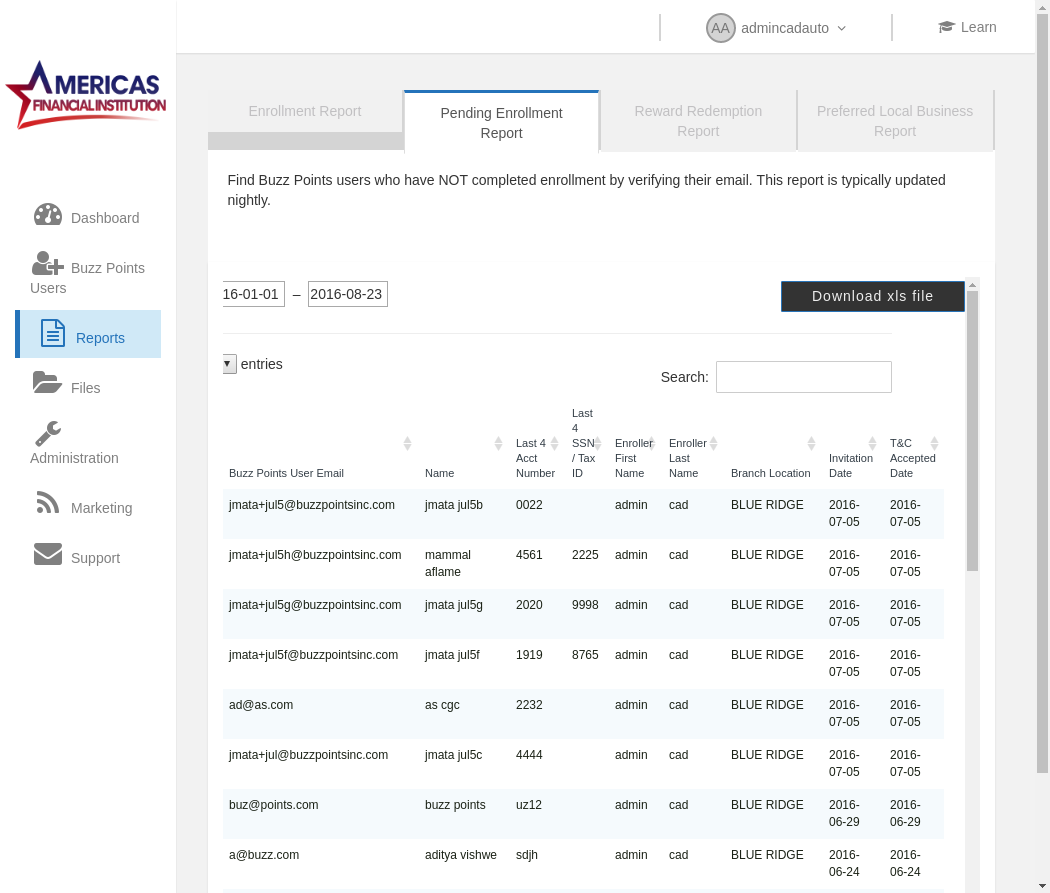 AA admincadauto
Learn
AMERICAS
FINANCIAL INSTITUTION
Dashboard
Buzz Points
Users
Reports
Files
Administration
Marketing
Support
Enrollment Report
Pending Enrollment
Report
Reward Redemption
Report
Preferred Local Business
Report
Find Buzz Points users who have NOT completed enrollment by verifying their email. This report is typically updated
nightly.
16-01-01 – 2016-08-23
Download xls file
entries
Search:
Buzz Points User Email
Name
Last 4
Acct
Number
Last
4
SSN
/ Tax
ID
Enroller
First
Name
Enroller
Last
Name
Branch Location
Invitation
Date
T&C
Accepted
Date
jmata+jul5@buzzpointsinc.com jmata jul5b 0022 admin cad BLUE RIDGE 2016- 2016-
07-05 07-05
jmata+jul5h@buzzpointsinc.com mammal 4561 2225 admin cad BLUE RIDGE 2016- 2016-
aflame 07-05 07-05
jmata+jul5g@buzzpointsinc.com jmata jul5g 2020 9998 admin cad BLUE RIDGE 2016- 2016-
07-05 07-05
jmata+jul5f@buzzpointsinc.com jmata jul5f 1919 8765 admin cad BLUE RIDGE 2016- 2016-
07-05 07-05
ad@as.com as cgc 2232 admin cad BLUE RIDGE 2016- 2016-
07-05 07-05
jmata+jul@buzzpointsinc.com jmata jul5c 4444 admin cad BLUE RIDGE 2016- 2016-
07-05 07-05
buz@points.com buzz points uz12 admin cad BLUE RIDGE 2016- 2016-
06-29 06-29
a@buzz.com aditya vishwe sdjh admin cad BLUE RIDGE 2016- 2016-
06-24 06-24